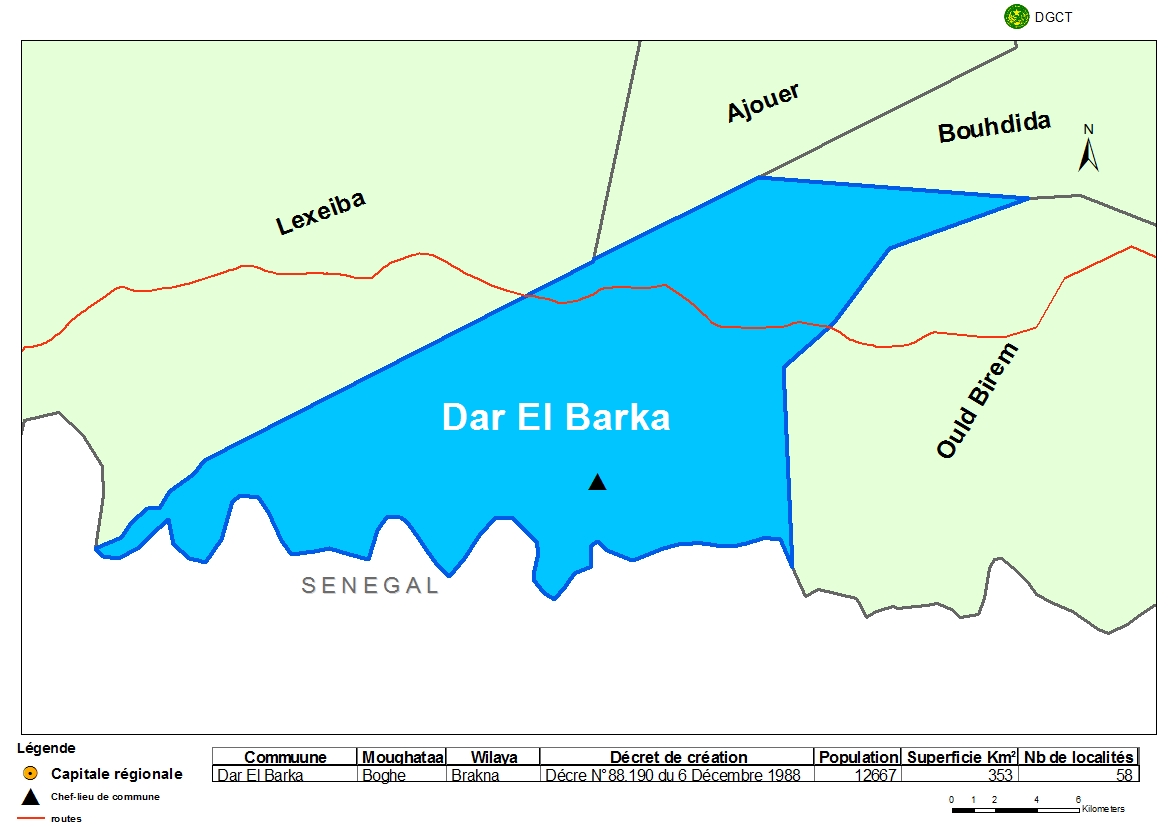 DGCT
Ajouer
Bouhdida
N
Lexeiba
Ould Birem
Dar El Barka
SENEGAL
Légende
Capitale régionale
Chef-lieu de commune
routes
Commuune Moughataa Wilaya Décret de création Population Superficie Km² Nb de localités
Dar El Barka Boghe Brakna Décre N°88.190 du 6 Décembre 1988 12667 353 58
0 1 2 4 6
Kilometers